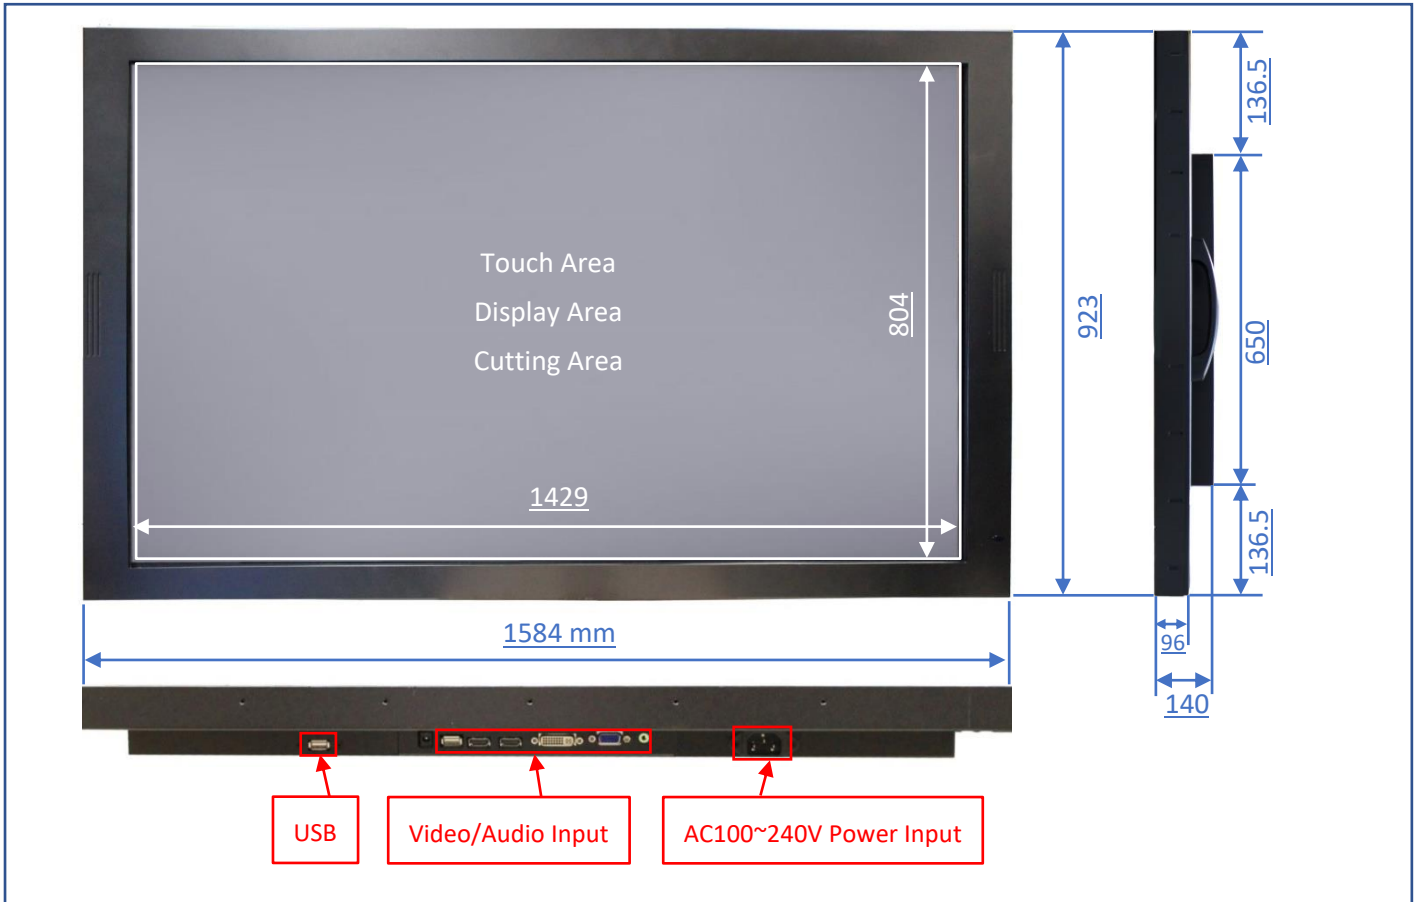 Touch Area
Display Area
Cutting Area
804
1429
923
136.5
650
136.5
1584 mm
96
140
USB
Video/Audio Input
AC100~240V Power Input